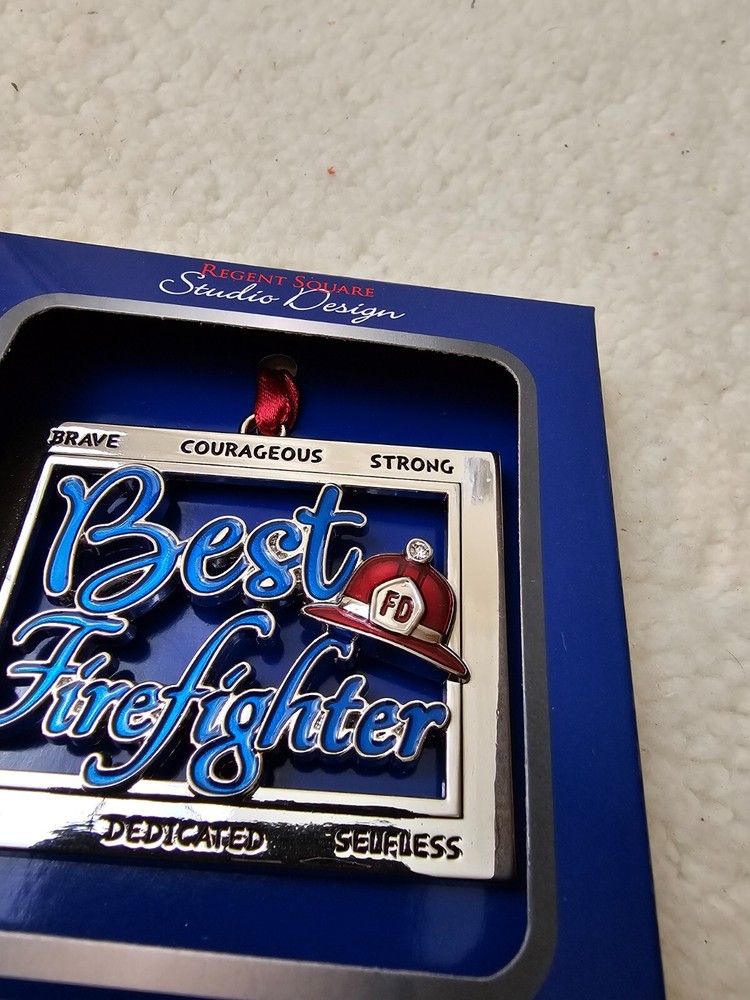 REGENT SQUARE
Studio Design
BRAVE COURAGEOUS STRONG
Best
FD
Firefighter
DEDICATED SELFLESS